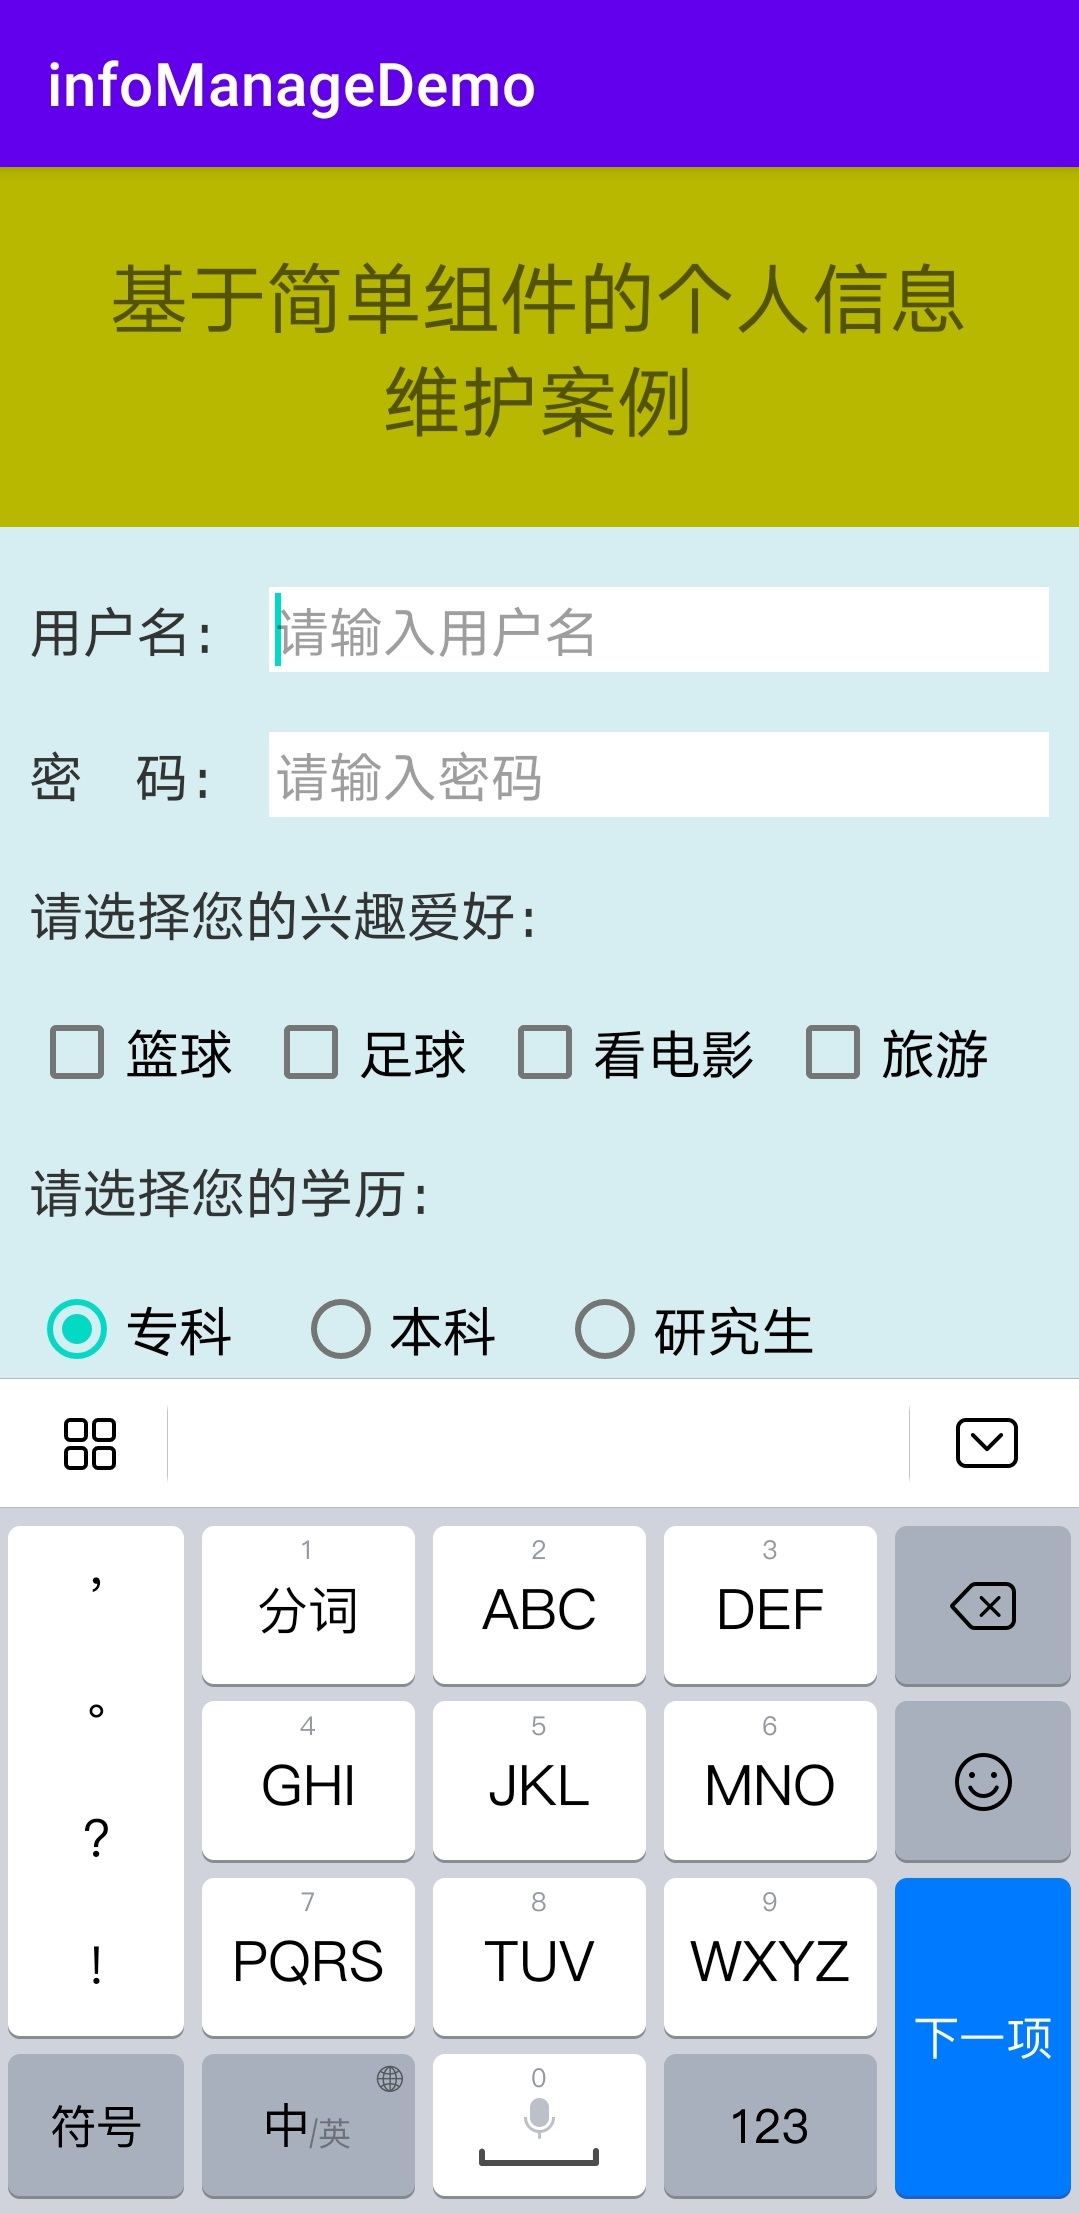 infoManageDemo
基于简单组件的个人信息
维护案例
用户名: 请输入用户名
密 码: 请输入密码
请选择您的兴趣爱好:
篮球 足球 看电影 旅游
请选择您的学历:
专科 本科 研究生
，
1 分词
2 ABC
3 DEF
。
4 GHI
5 JKL
6 MNO
?
7 PQRS
8 TUV
9 WXYZ
!
下一项
符号
中/英
0
123